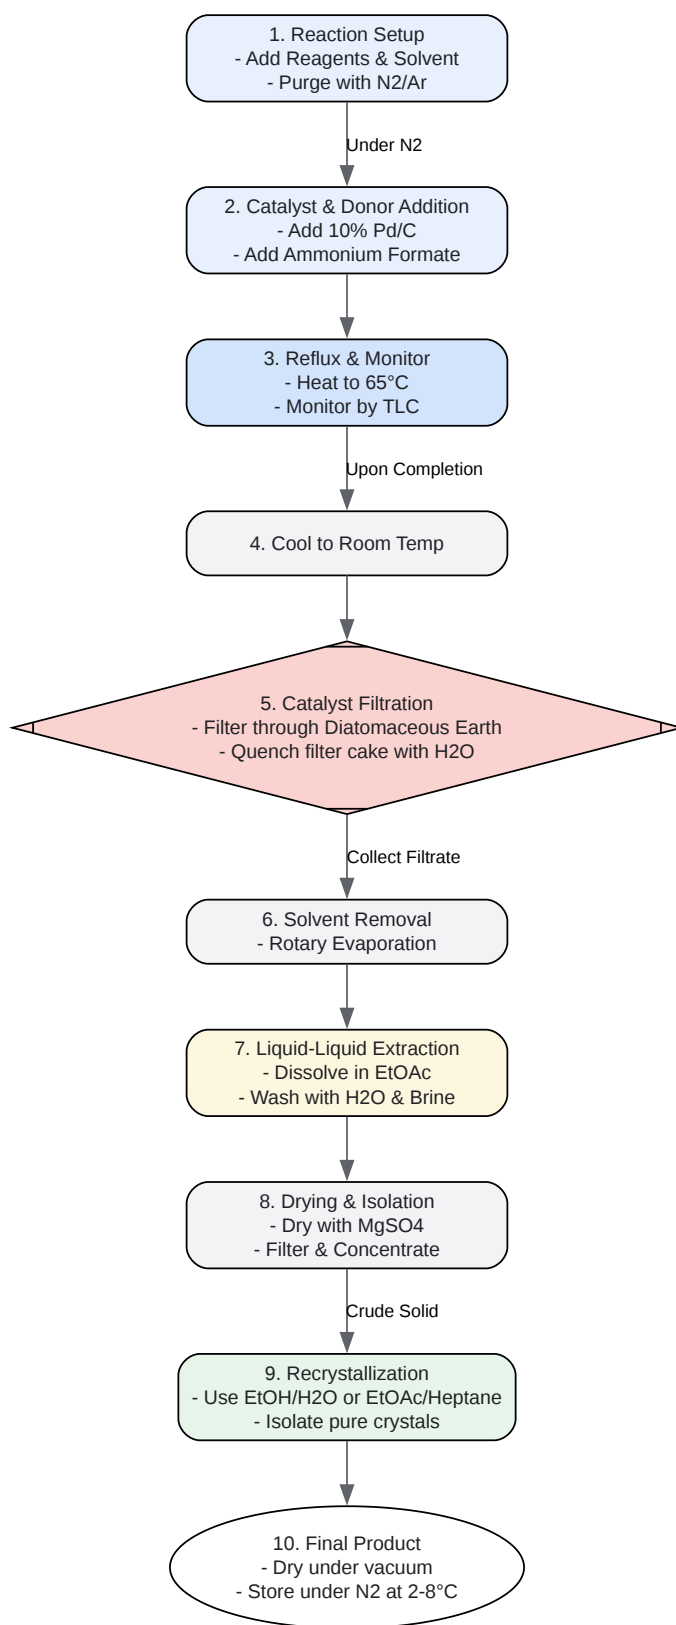 1. Reaction Setup
- Add Reagents & Solvent
- Purge with N2/Ar
Under N2
2. Catalyst & Donor Addition
- Add 10% Pd/C
- Add Ammonium Formate
3. Reflux & Monitor
- Heat to 65°C
- Monitor by TLC
Upon Completion
4. Cool to Room Temp
5. Catalyst Filtration
- Filter through Diatomaceous Earth
- Quench filter cake with H2O
Collect Filtrate
6. Solvent Removal
- Rotary Evaporation
7. Liquid-Liquid Extraction
- Dissolve in EtOAc
- Wash with H2O & Brine
8. Drying & Isolation
- Dry with MgSO4
- Filter & Concentrate
Crude Solid
9. Recrystallization
- Use EtOH/H2O or EtOAc/Heptane
- Isolate pure crystals
10. Final Product
- Dry under vacuum
- Store under N2 at 2-8°C